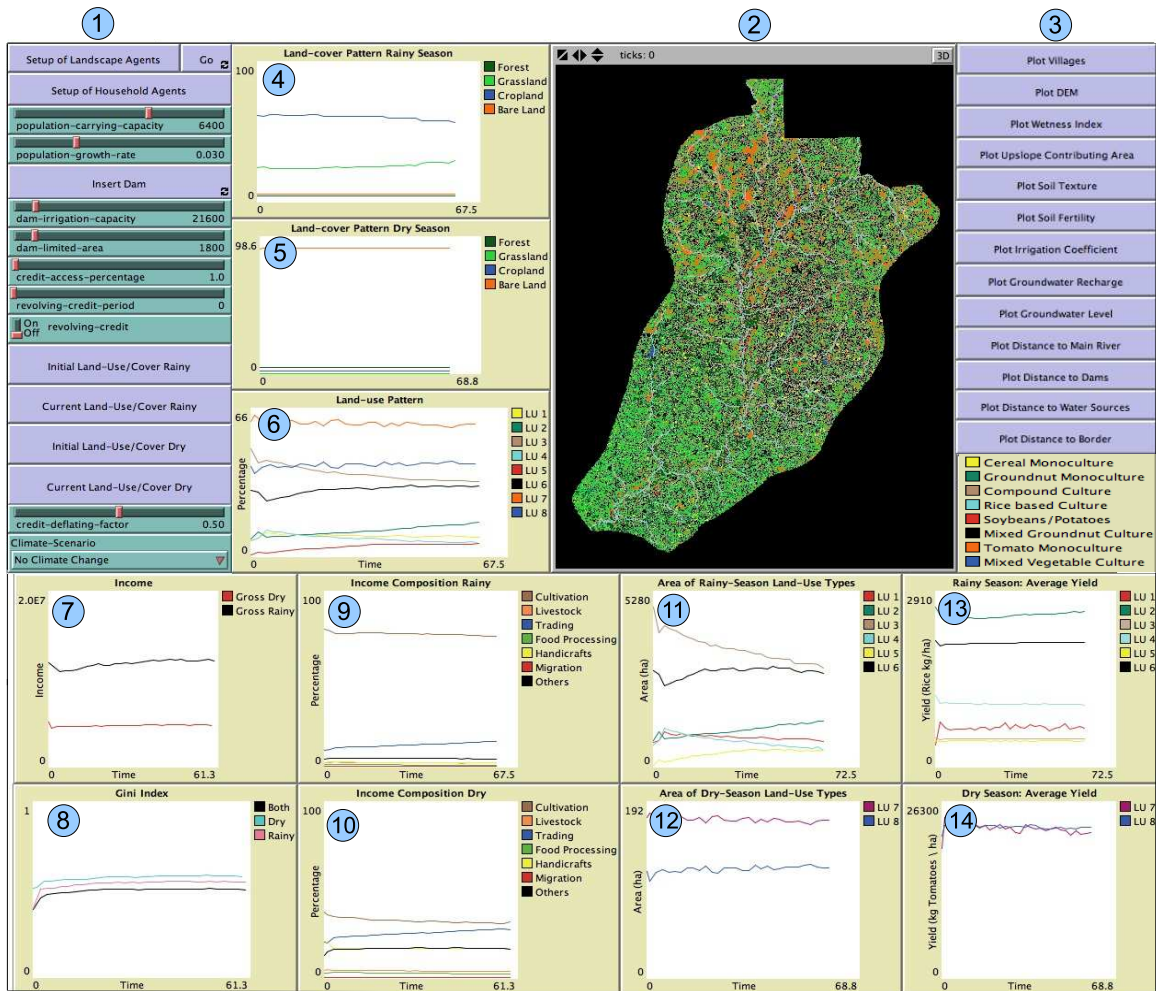 1
2
3
Setup of Landscape Agents
Go
Setup of Household Agents
population-carrying-capacity 6400
population-growth-rate 0.030
Insert Dam
dam-irrigation-capacity 21600
dam-limited-area 1800
credit-access-percentage 1.0
revolving-credit-period 0
On
Off
revolving-credit
Initial Land-Use/Cover Rainy
Current Land-Use/Cover Rainy
Initial Land-Use/Cover Dry
Current Land-Use/Cover Dry
credit-deflating-factor 0.50
Climate-Scenario
No Climate Change
Land-cover Pattern Rainy Season
100
4
Forest
Grassland
Cropland
Bare Land
0
0 67.5
Land-cover Pattern Dry Season
98.6
5
Forest
Grassland
Cropland
Bare Land
0
0 68.8
Land-use Pattern
66
6
Percentage
LU 1
LU 2
LU 3
LU 4
LU 5
LU 6
LU 7
LU 8
0
0 Time 67.5
ticks: 0
3D
Plot Villages
Plot DEM
Plot Wetness Index
Plot Upslope Contributing Area
Plot Soil Texture
Plot Soil Fertility
Plot Irrigation Coefficient
Plot Groundwater Recharge
Plot Groundwater Level
Plot Distance to Main River
Plot Distance to Dams
Plot Distance to Water Sources
Plot Distance to Border
Cereal Monoculture
Groundnut Monoculture
Compound Culture
Rice based Culture
Soybeans/Potatoes
Mixed Groundnut Culture
Tomato Monoculture
Mixed Vegetable Culture
Income
2.0E7
7
Income
Gross Dry
Gross Rainy
0
0 Time 61.3
Income Composition Rainy
100
9
Percentage
Cultivation
Livestock
Trading
Food Processing
Handicrafts
Migration
Others
0
0 Time 67.5
Area of Rainy-Season Land-Use Types
5280
11
Area (ha)
LU 1
LU 2
LU 3
LU 4
LU 5
LU 6
0
0 Time 72.5
Rainy Season: Average Yield
2910
13
Yield (Rice kg/ha)
LU 1
LU 2
LU 3
LU 4
LU 5
LU 6
0
0 Time 72.5
Gini Index
1
8
Both
Dry
Rainy
0
0 Time 61.3
Income Composition Dry
100
10
Percentage
Cultivation
Livestock
Trading
Food Processing
Handicrafts
Migration
Others
0
0 Time 61.3
Area of Dry-Season Land-Use Types
192
12
Area (ha)
LU 7
LU 8
0
0 Time 68.8
Dry Season: Average Yield
26300
14
Yield (kg Tomatoes \ ha)
LU 7
LU 8
0
0 Time 68.8